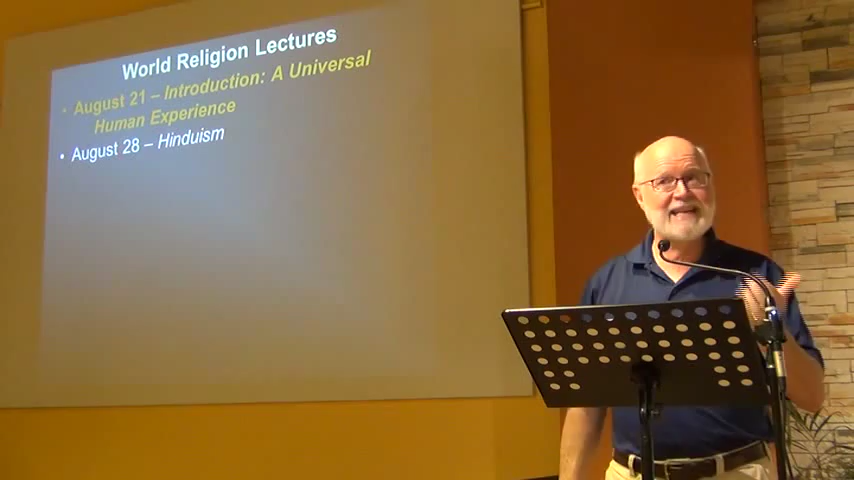 World Religion Lectures
• August 21 – Introduction: A Universal
Human Experience
• August 28 – Hinduism